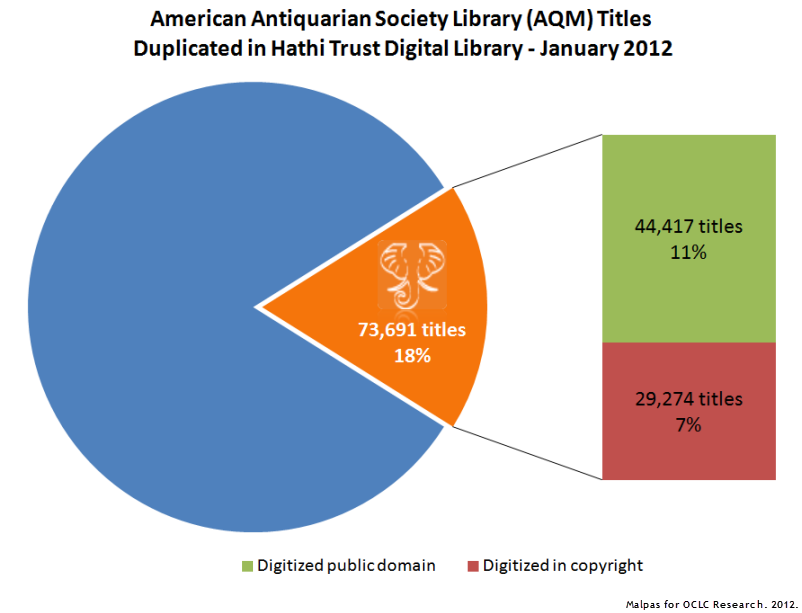 American Antiquarian Society Library (AQM) Titles
Duplicated in Hathi Trust Digital Library - January 2012
73,691 titles
18%
44,417 titles
11%
29,274 titles
7%
Digitized public domain
Digitized in copyright
Malpas for OCLC Research. 2012.